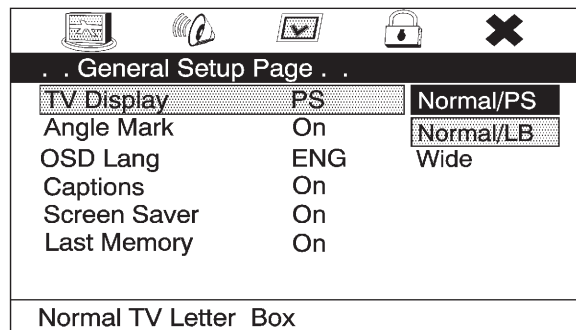 . . General Setup Page . .
TV Display PS Normal/PS
Angle Mark On Normal/LB
OSD Lang ENG Wide
Captions On
Screen Saver On
Last Memory On
Normal TV Letter Box